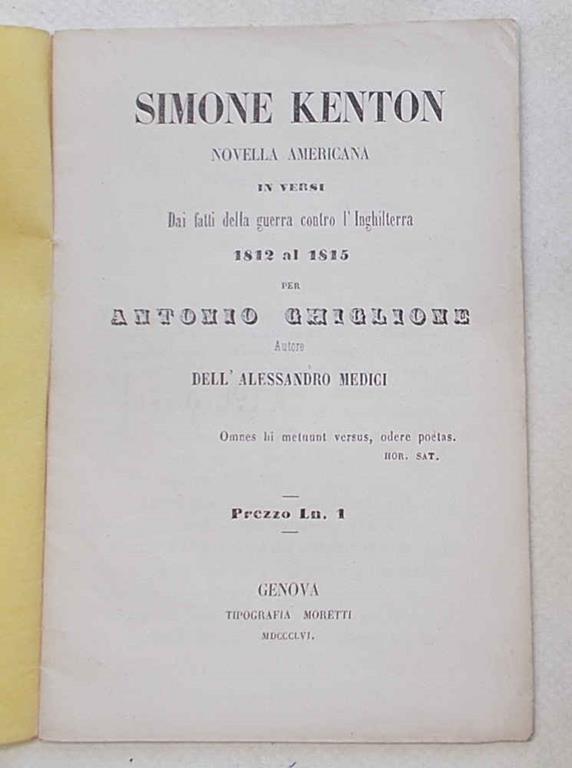 SIMONE KENTON
NOVELLA AMERICANA
IN VERSI
Dai fatti della guerra contro l'Inghilterra
1812 al 1815
PER
ANTONIO GHIGLIONE
Autore
DELL'ALESSANDRO MEDICI
Omnes hi metuunt versus, odere poëtas.
HOR. SAT.
Prezzo Ln. 1
GENOVA
TIPOGRAFIA MORETTI
MDCCCLVI.